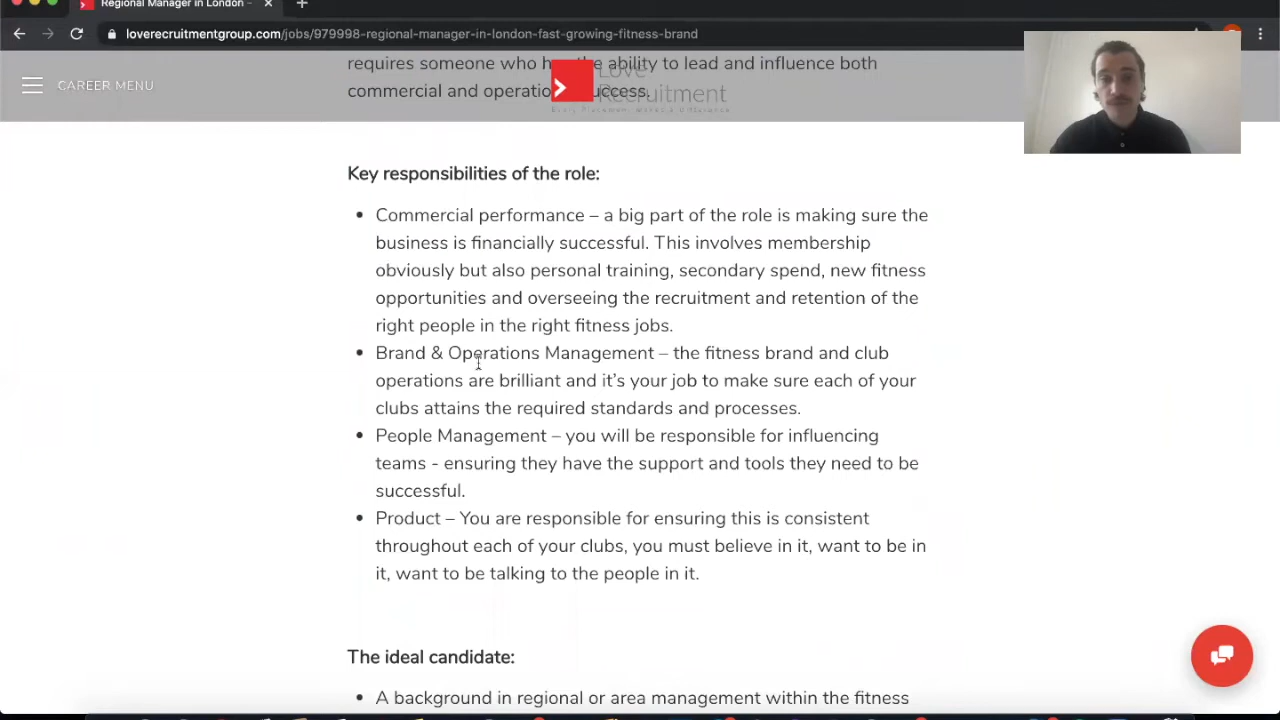 Regional Manager in London –
loverecruitmentgroup.com/jobs/979998-regional-manager-in-london-fast-growing-fitness-brand
requires someone who has the ability to lead and influence both
commercial and operational success.
CAREER MENU
Love
Recruitment
Key responsibilities of the role:
• Commercial performance – a big part of the role is making sure the
business is financially successful. This involves membership
obviously but also personal training, secondary spend, new fitness
opportunities and overseeing the recruitment and retention of the
right people in the right fitness jobs.
• Brand & Operations Management – the fitness brand and club
operations are brilliant and it’s your job to make sure each of your
clubs attains the required standards and processes.
• People Management – you will be responsible for influencing
teams - ensuring they have the support and tools they need to be
successful.
• Product – You are responsible for ensuring this is consistent
throughout each of your clubs, you must believe in it, want to be in
it, want to be talking to the people in it.
The ideal candidate:
• A background in regional or area management within the fitness